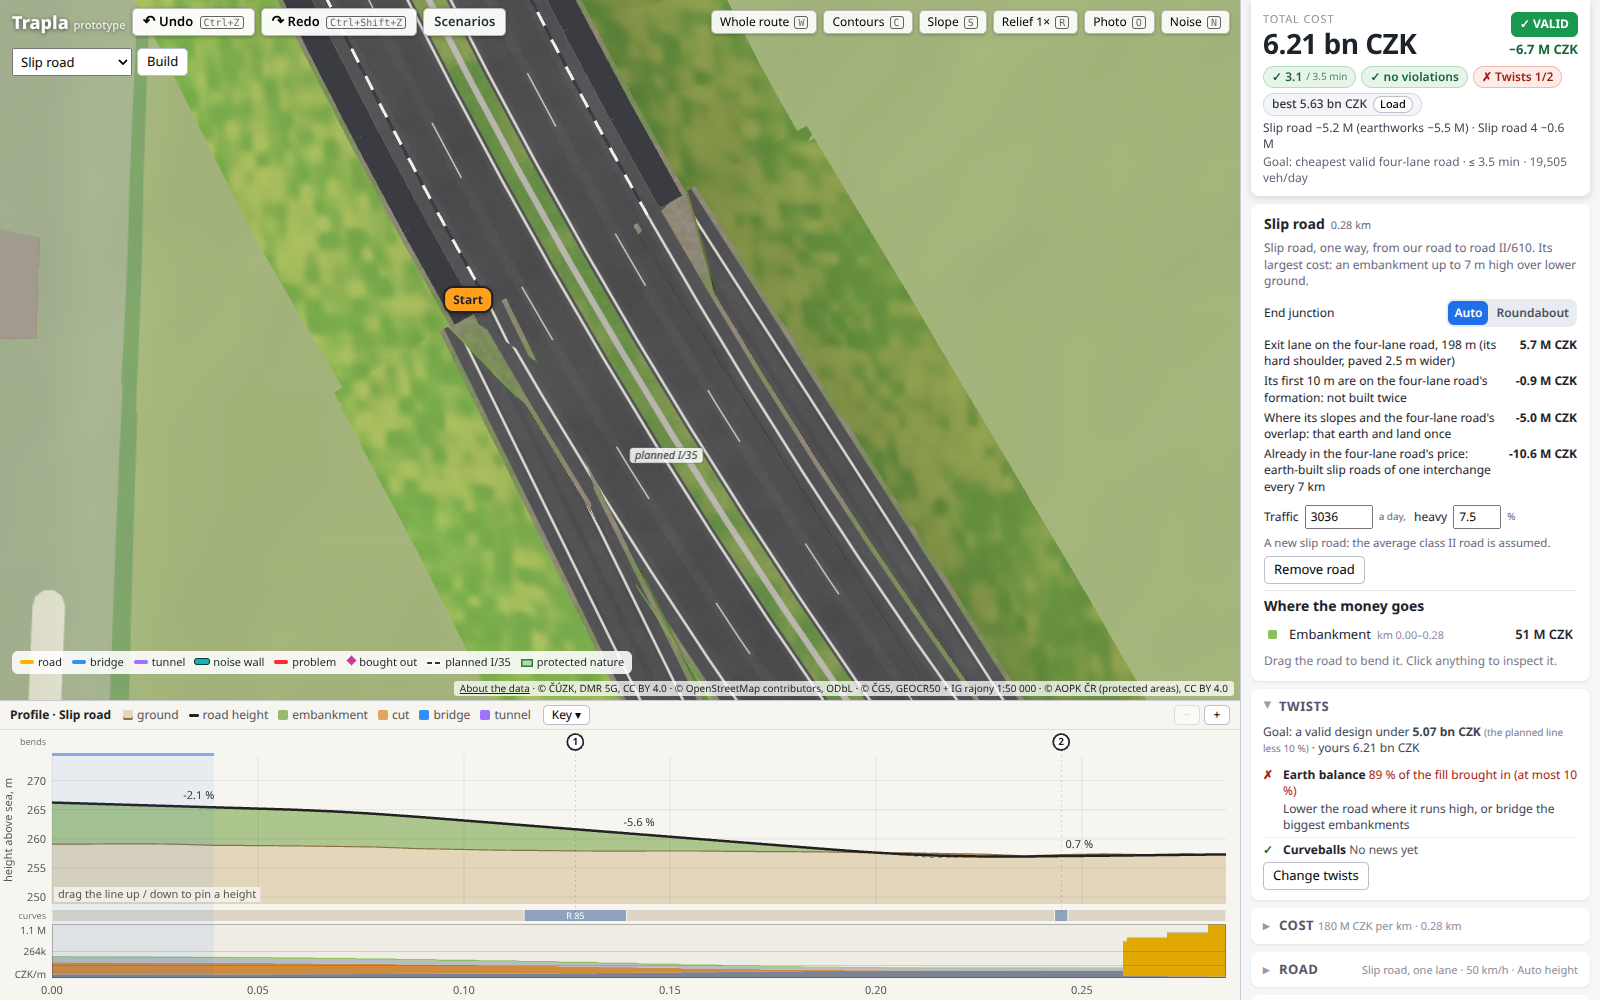 Trapla prototype
↶ Undo Ctrl+Z
↷ Redo Ctrl+Shift+Z
Scenarios
Whole route W
Contours C
Slope S
Relief 1× R
Photo O
Noise N
Slip road
Build
Start
planned I/35
road
bridge
tunnel
noise wall
problem
bought out
planned I/35
protected nature
About the data · © ČÚZK, DMR 5G, CC BY 4.0 · © OpenStreetMap contributors, ODbL · © ČGS, GEOCR50 + IG rajony 1:50 000 · © AOPK ČR (protected areas), CC BY 4.0
Profile · Slip road
ground
road height
embankment
cut
bridge
tunnel
Key ▾
−
+
bends
1
2
height above sea, m
270
265
260
255
250
-2.1 %
-5.6 %
0.7 %
drag the line up / down to pin a height
curves
R 85
1.1 M
264k
CZK/m
0.00
0.05
0.10
0.15
0.20
0.25
TOTAL COST
✓ VALID
6.21 bn CZK
−6.7 M CZK
✓ 3.1 / 3.5 min
✓ no violations
✗ Twists 1/2
best 5.63 bn CZK Load
Slip road −5.2 M (earthworks −5.5 M) · Slip road 4 −0.6
M
Goal: cheapest valid four-lane road · ≤ 3.5 min · 19,505
veh/day
Slip road 0.28 km
Slip road, one way, from our road to road II/610. Its
largest cost: an embankment up to 7 m high over lower
ground.
End junction
Auto
Roundabout
Exit lane on the four-lane road, 198 m (its 5.7 M CZK
hard shoulder, paved 2.5 m wider)
Its first 10 m are on the four-lane road's -0.9 M CZK
formation: not built twice
Where its slopes and the four-lane road's -5.0 M CZK
overlap: that earth and land once
Already in the four-lane road's price: -10.6 M CZK
earth-built slip roads of one interchange
every 7 km
Traffic 3036 a day, heavy 7.5 %
A new slip road: the average class II road is assumed.
Remove road
Where the money goes
Embankment km 0.00–0.28 51 M CZK
Drag the road to bend it. Click anything to inspect it.
▼ TWISTS
Goal: a valid design under 5.07 bn CZK (the planned line
less 10 %) · yours 6.21 bn CZK
✗ Earth balance 89 % of the fill brought in (at most 10
%)
Lower the road where it runs high, or bridge the
biggest embankments
✓ Curveballs No news yet
Change twists
▶ COST 180 M CZK per km · 0.28 km
▶ ROAD Slip road, one lane · 50 km/h · Auto height